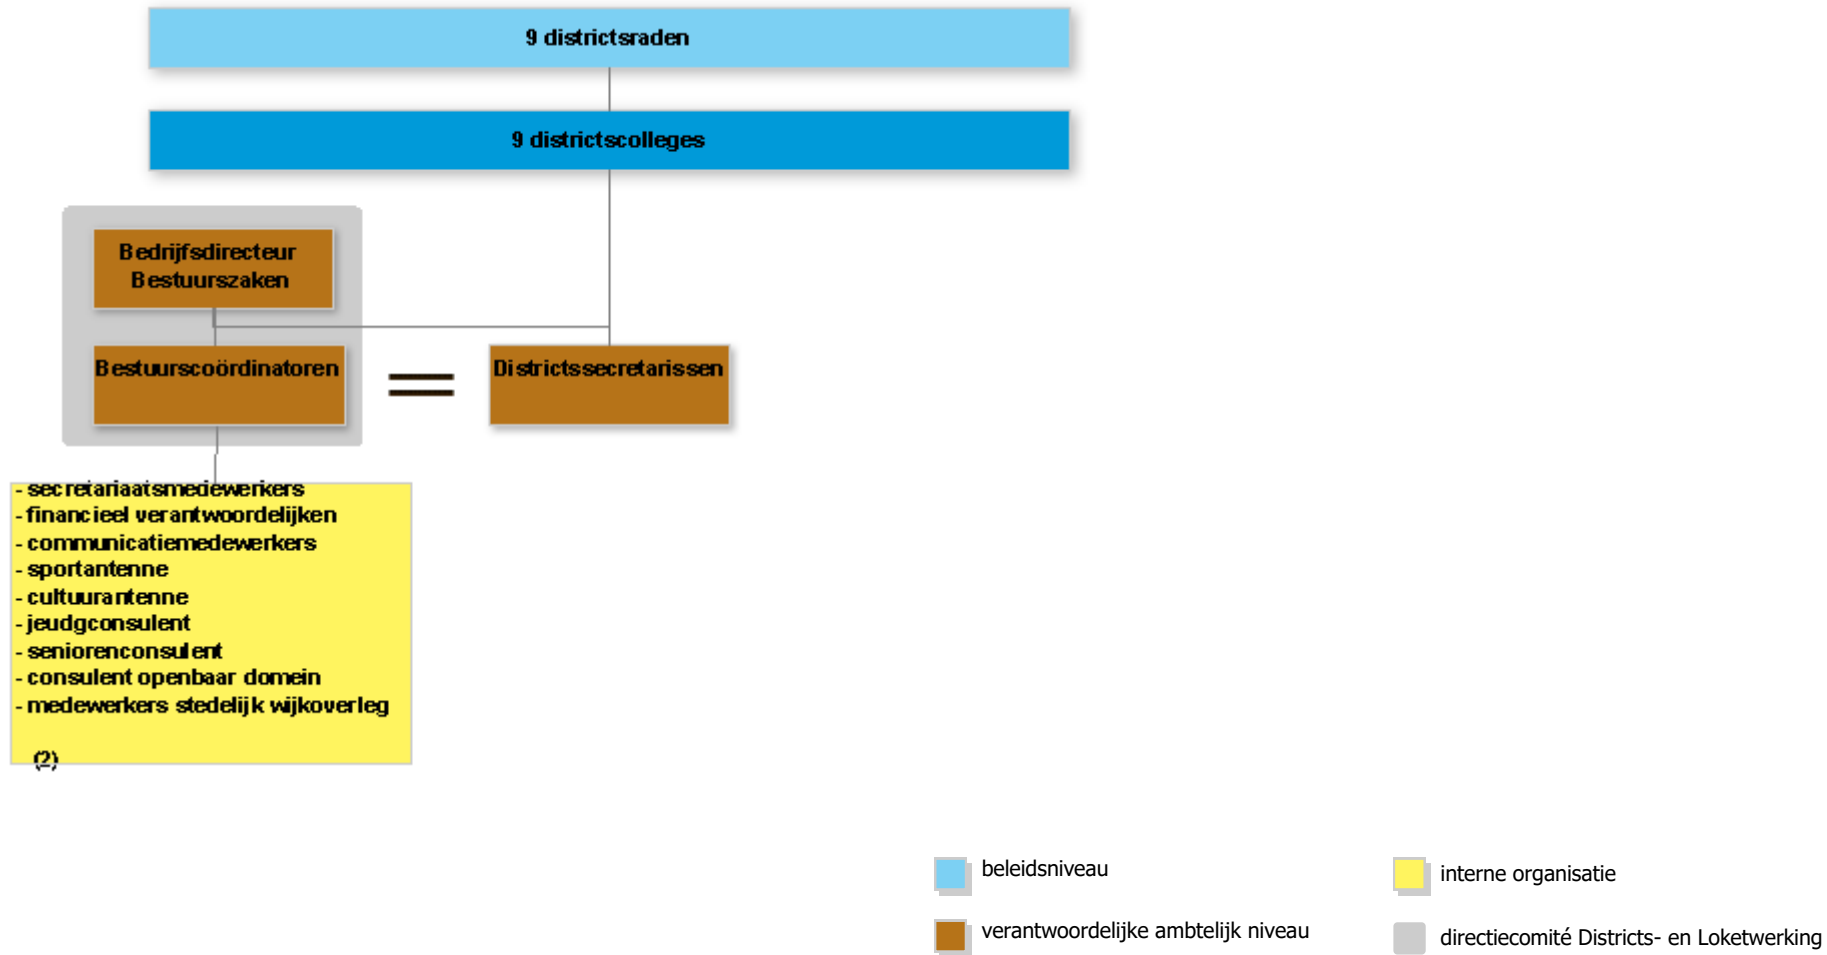 9 districtsraden
9 districtscolleges
Bedrijfsdirecteur
Bestuurszaken
Bestuurscoördinatoren
=
Districtssecretarissen
- secretariaatsmedewerkers
- financieel verantwoordelijken
- communicatiemedewerkers
- sportantenne
- cultuurantenne
- jeudgconsulent
- seniorenconsulent
- consulent openbaar domein
- medewerkers stedelijk wijkoverleg
(2)
beleidsniveau
interne organisatie
verantwoordelijke ambtelijk niveau
directiecomité Districts- en Loketwerking